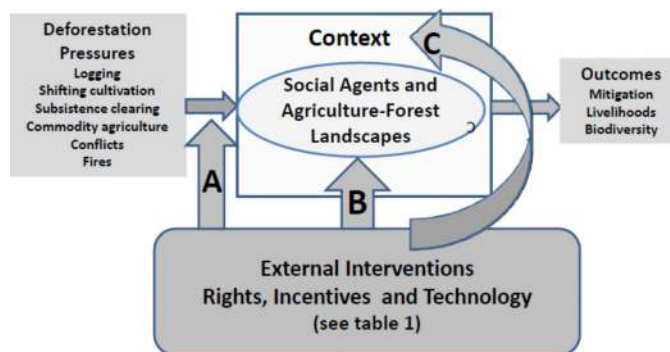 Deforestation
Pressures
Logging
Shifting cultivation
Subsistence clearing
Commodity agriculture
Conflicts
Fires
Context
C
Social Agents and
Agriculture-Forest
Landscapes
Outcomes
Mitigation
Livelihoods
Biodiversity
A
B
External Interventions
Rights, Incentives and Technology
(see table 1)